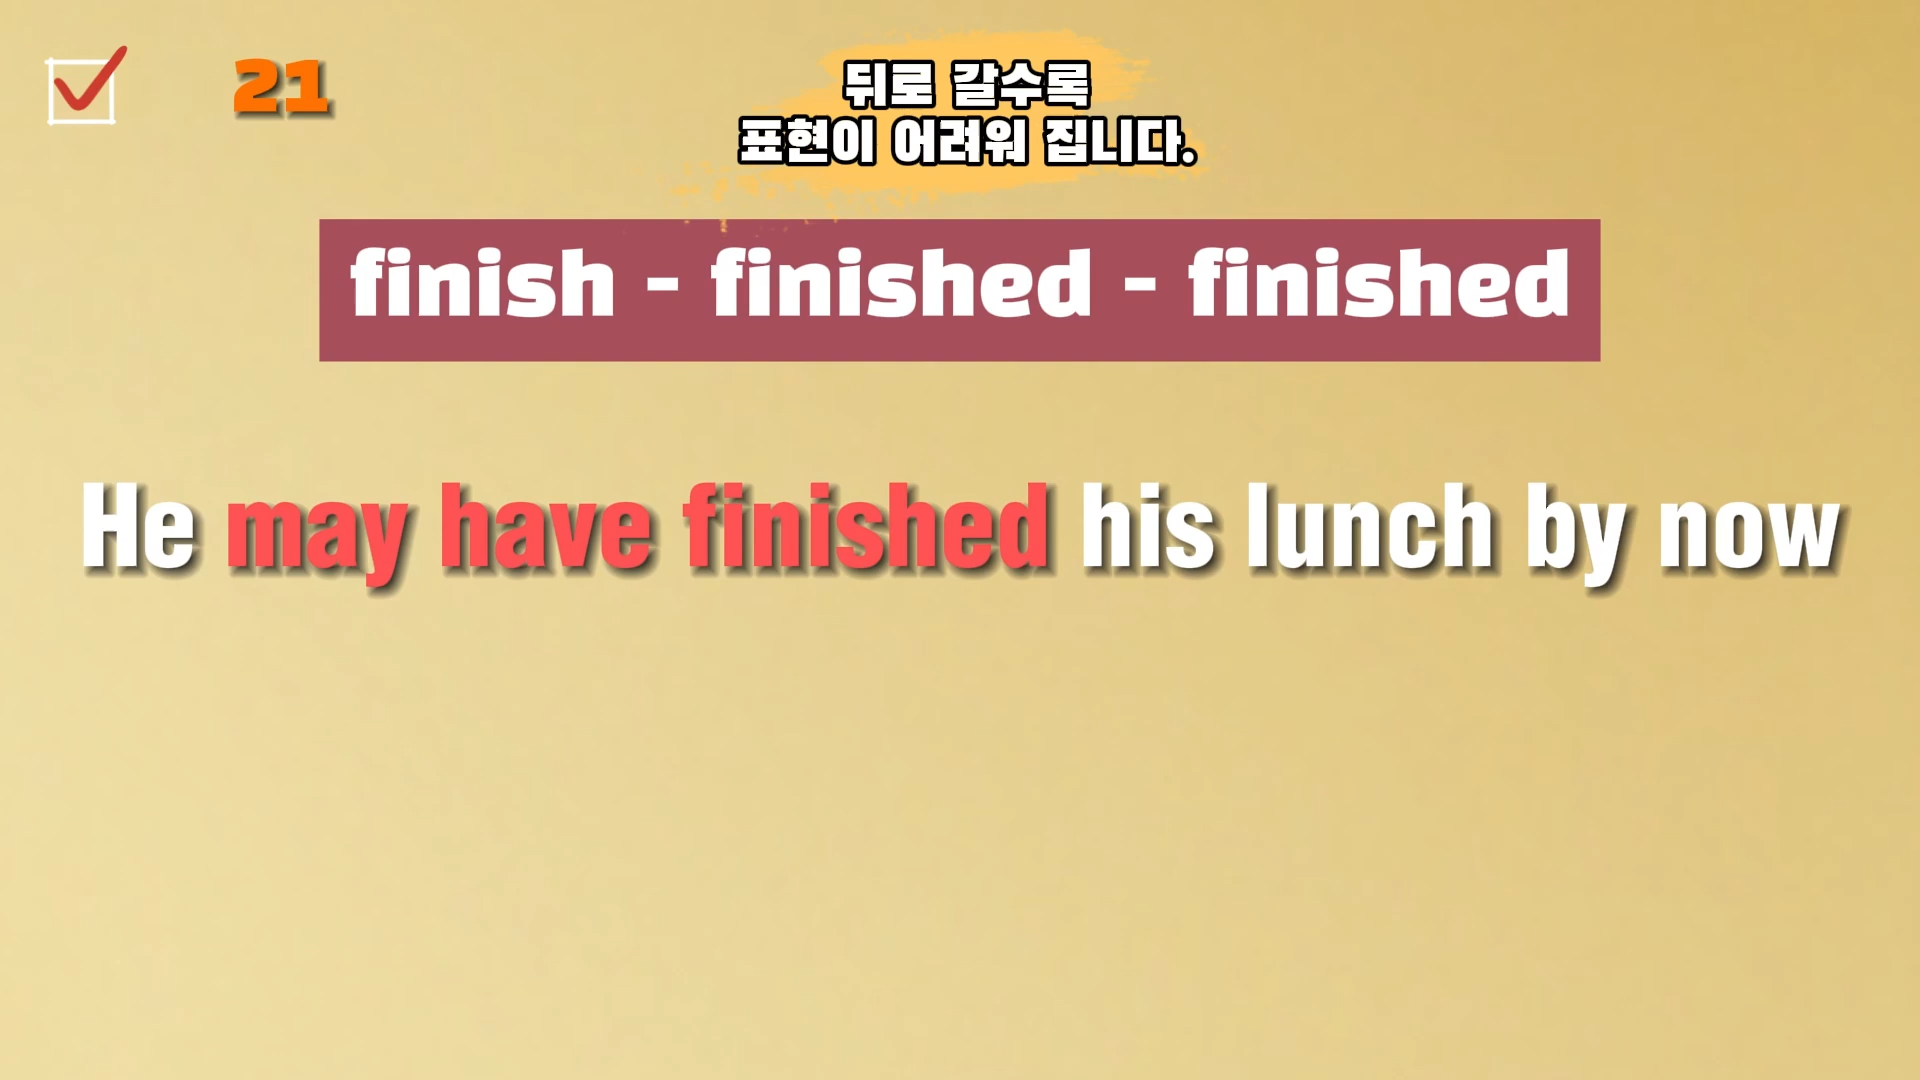 21
뒤로 갈수록
표현이 어려워 집니다.
finish - finished - finished
He may have finished his lunch by now